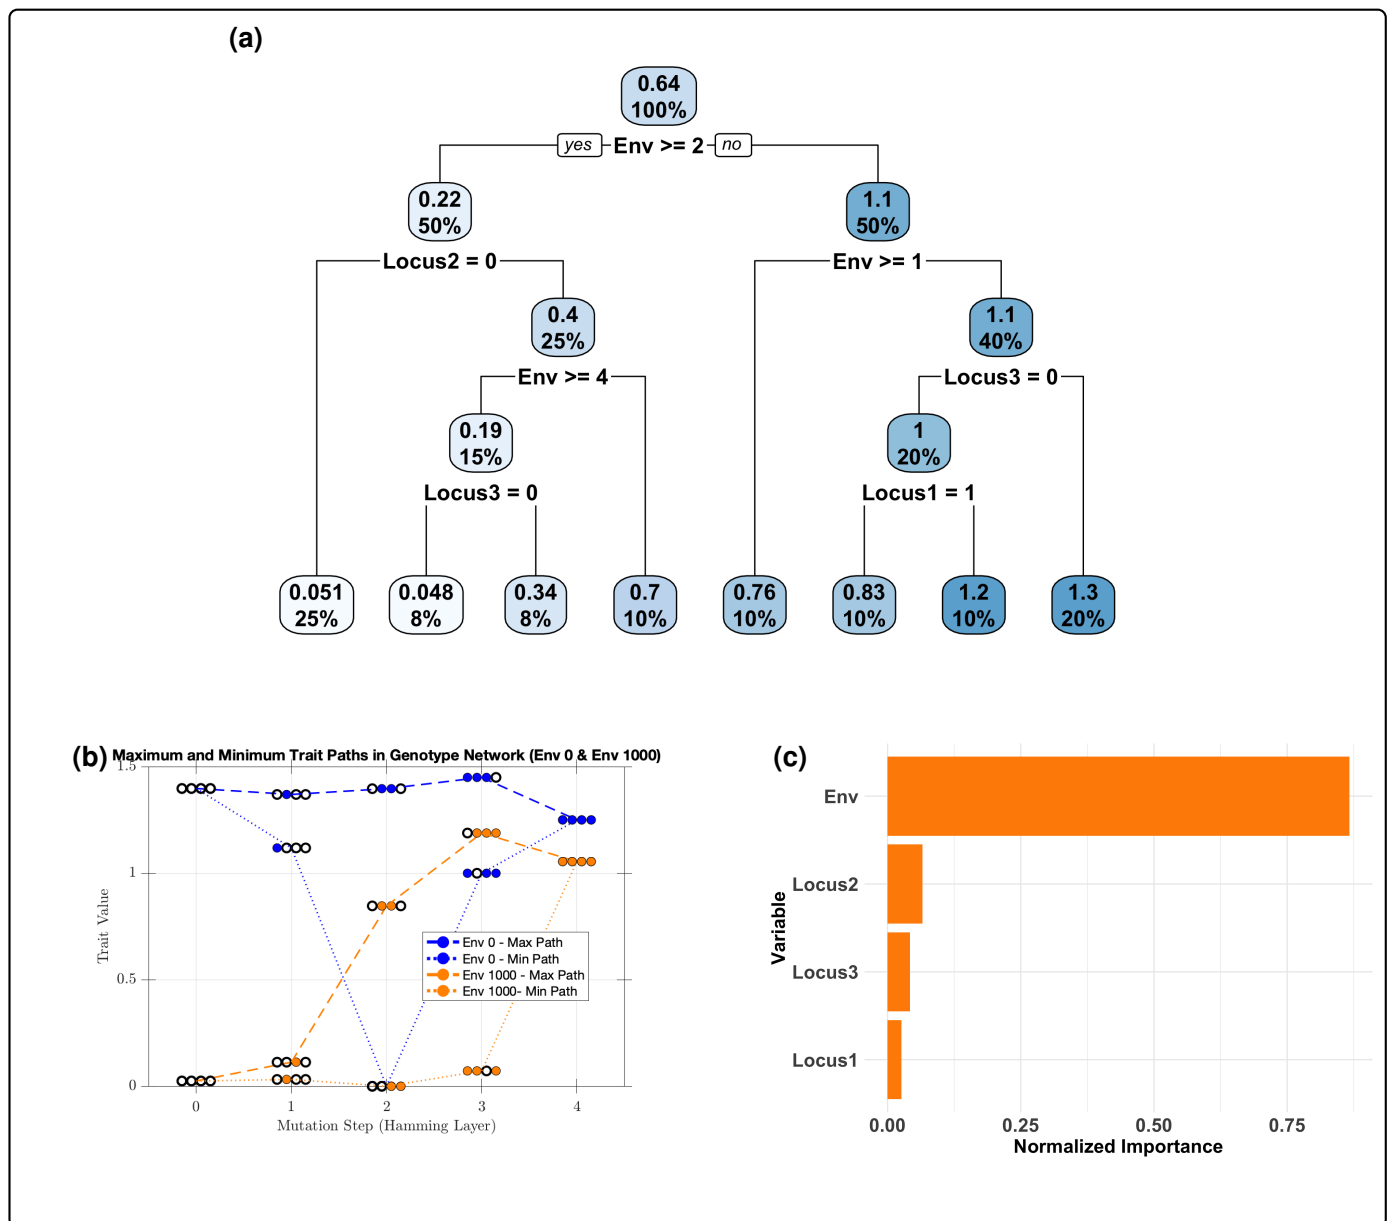 (a)
0.64
100%
yes Env >= 2 no
0.22
50%
1.1
50%
Locus2 = 0
Env >= 1
0.4
25%
1.1
40%
Env >= 4
Locus3 = 0
0.19
15%
1
20%
Locus3 = 0
Locus1 = 1
0.051
25%
0.048
8%
0.34
8%
0.7
10%
0.76
10%
0.83
10%
1.2
10%
1.3
20%
(b)
Maximum and Minimum Trait Paths in Genotype Network (Env 0 & Env 1000)
1.5
1
0.5
0
Trait Value
Env 0 - Max Path
Env 0 - Min Path
Env 1000 - Max Path
Env 1000- Min Path
0 1 2 3 4
Mutation Step (Hamming Layer)
(c)
Env
Locus2
Locus3
Locus1
Variable
0.00 0.25 0.50 0.75
Normalized Importance